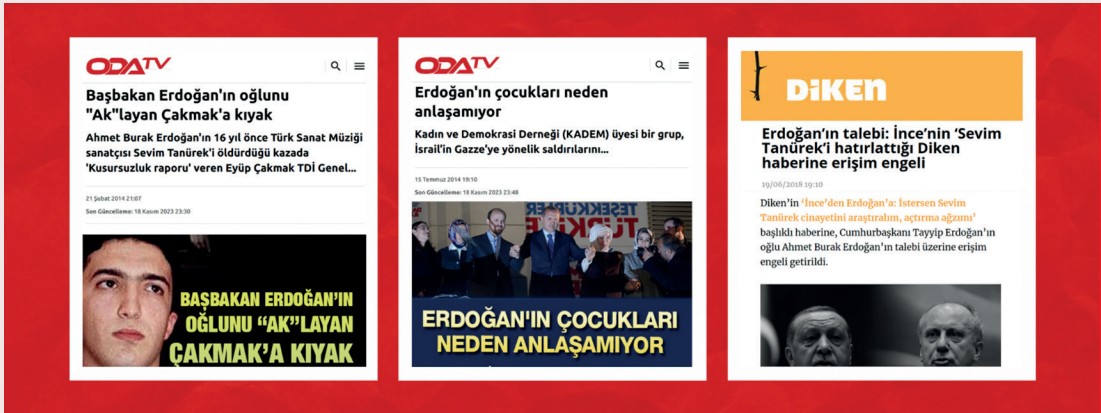 ODATV
Başbakan Erdoğan'ın oğlunu
"Ak"layan Çakmak'a kıyak
Ahmet Burak Erdoğan'ın 16 yıl önce Türk Sanat Müziği
sanatçısı Sevim Tanürek'i öldürdüğü kazada
'Kusursuzluk raporu' veren Eyüp Çakmak TDİ Genel...
21 Şubat 2014 21:07
Son Güncelleme: 18 Kasım 2023 23:30
BAŞBAKAN ERDOĞAN'IN
OĞLUNU “AK”LAYAN
ÇAKMAK'A KIYAK
ODATV
Erdoğan'ın çocukları neden
anlaşamıyor
Kadın ve Demokrasi Derneği (KADEM) üyesi bir grup,
İsrail'in Gazze'ye yönelik saldırılarını...
15 Temmuz 2014 19:10
Son Güncelleme: 18 Kasım 2023 23:48
TEŞEKKÜRLER
TÜRKİYE
ERDOĞAN'IN ÇOCUKLARI
NEDEN ANLAŞAMIYOR
DİKEN
Erdoğan’ın talebi: İnce’nin ‘Sevim
Tanürek’i hatırlattığı Diken
haberine erişim engeli
19/06/2018 19:10
Diken’in ‘İnce’den Erdoğan’a: İstersen Sevim
Tanürek cinayetini araştıralım, açtırma ağzımı’
başlıklı haberine, Cumhurbaşkanı Tayyip Erdoğan’ın
oğlu Ahmet Burak Erdoğan’ın talebi üzerine erişim
engeli getirildi.